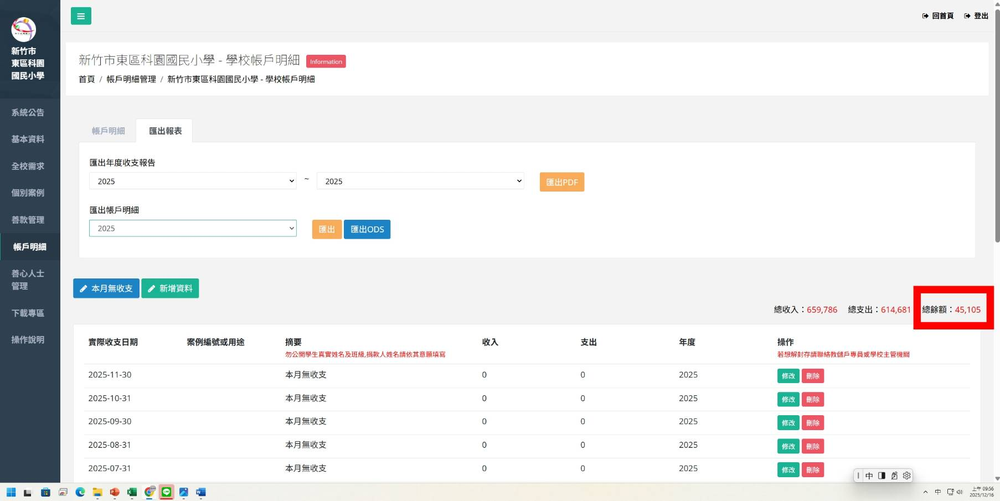 回首頁 登出
新竹市
東區科園
國民小學
新竹市東區科園國民小學 - 學校帳戶明細 Information
首頁 / 帳戶明細管理 / 新竹市東區科園國民小學 - 學校帳戶明細
系統公告
基本資料
全校需求
個別案例
善款管理
帳戶明細
善心人士
管理
下載專區
操作說明
帳戶明細 匯出報表
匯出年度收支報告
2025 ~ 2025 匯出PDF
匯出帳戶明細
2025 匯出 匯出ODS
本月無收支 新增資料
總收入：659,786 總支出：614,681 總餘額：45,105
實際收支日期 案例編號或用途 摘要 收入 支出 年度 操作
勿公開學生真實姓名及班級,捐款人姓名請依其意願填寫 若想解封存請聯絡教儲戶專員或學校主管機關
2025-11-30 本月無收支 0 0 2025 修改 刪除
2025-10-31 本月無收支 0 0 2025 修改 刪除
2025-09-30 本月無收支 0 0 2025 修改 刪除
2025-08-31 本月無收支 0 0 2025 修改 刪除
2025-07-31 本月無收支 0 0 2025 修改 刪除
中
中 上午 09:56
2025/12/16